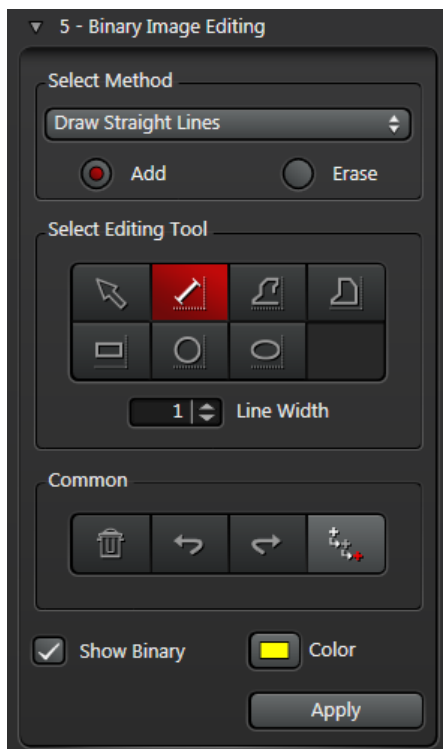 5 - Binary Image Editing
Select Method
Draw Straight Lines
Add Erase
Select Editing Tool
1 Line Width
Common
Show Binary Color
Apply